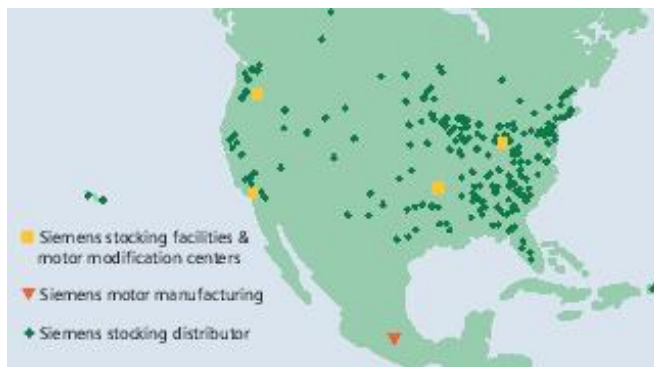 Siemens stocking facilities &
motor modification centers
Siemens motor manufacturing
Siemens stocking distributor